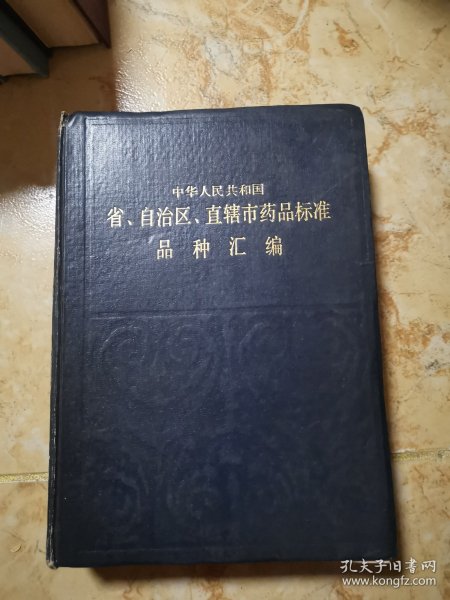 中华人民共和国
省、自治区、直辖市药品标准
品种汇编
孔夫子旧书网
www.kongfz.com